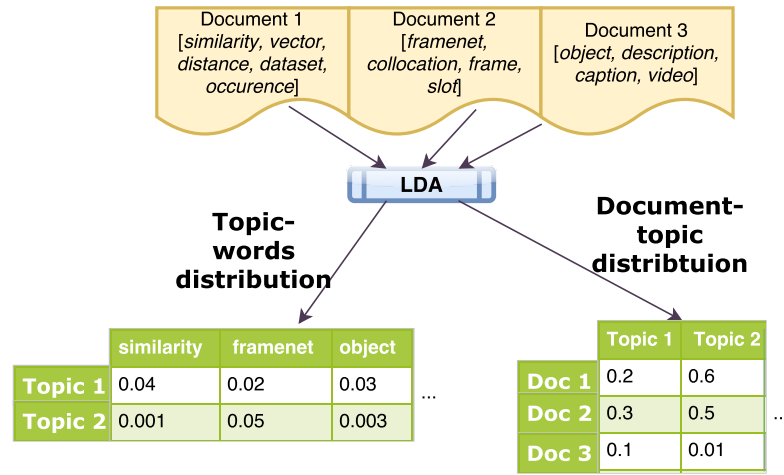 Document 1
[similarity, vector,
distance, dataset,
occurence]
Document 2
[framenet,
collocation, frame,
slot]
Document 3
[object, description,
caption, video]
LDA
Topic-
words
distribution
Document-
topic
distribtuion
similarity framenet object
Topic 1 0.04 0.02 0.03
Topic 2 0.001 0.05 0.003
...
Topic 1 Topic 2
Doc 1 0.2 0.6
Doc 2 0.3 0.5
Doc 3 0.1 0.01
..